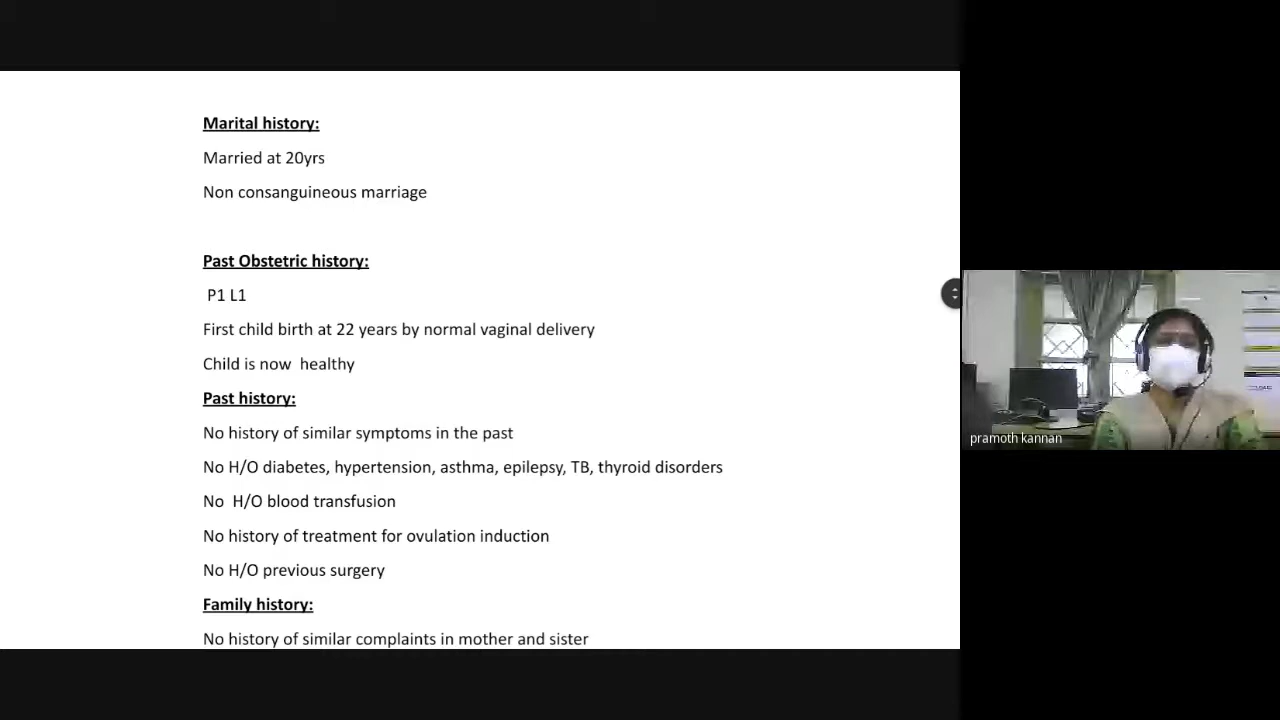 Marital history:
Married at 20yrs
Non consanguineous marriage
Past Obstetric history:
P1 L1
First child birth at 22 years by normal vaginal delivery
Child is now  healthy
Past history:
No history of similar symptoms in the past
No H/O diabetes, hypertension, asthma, epilepsy, TB, thyroid disorders
No  H/O blood transfusion
No history of treatment for ovulation induction
No H/O previous surgery
Family history:
No history of similar complaints in mother and sister
pramoth kannan